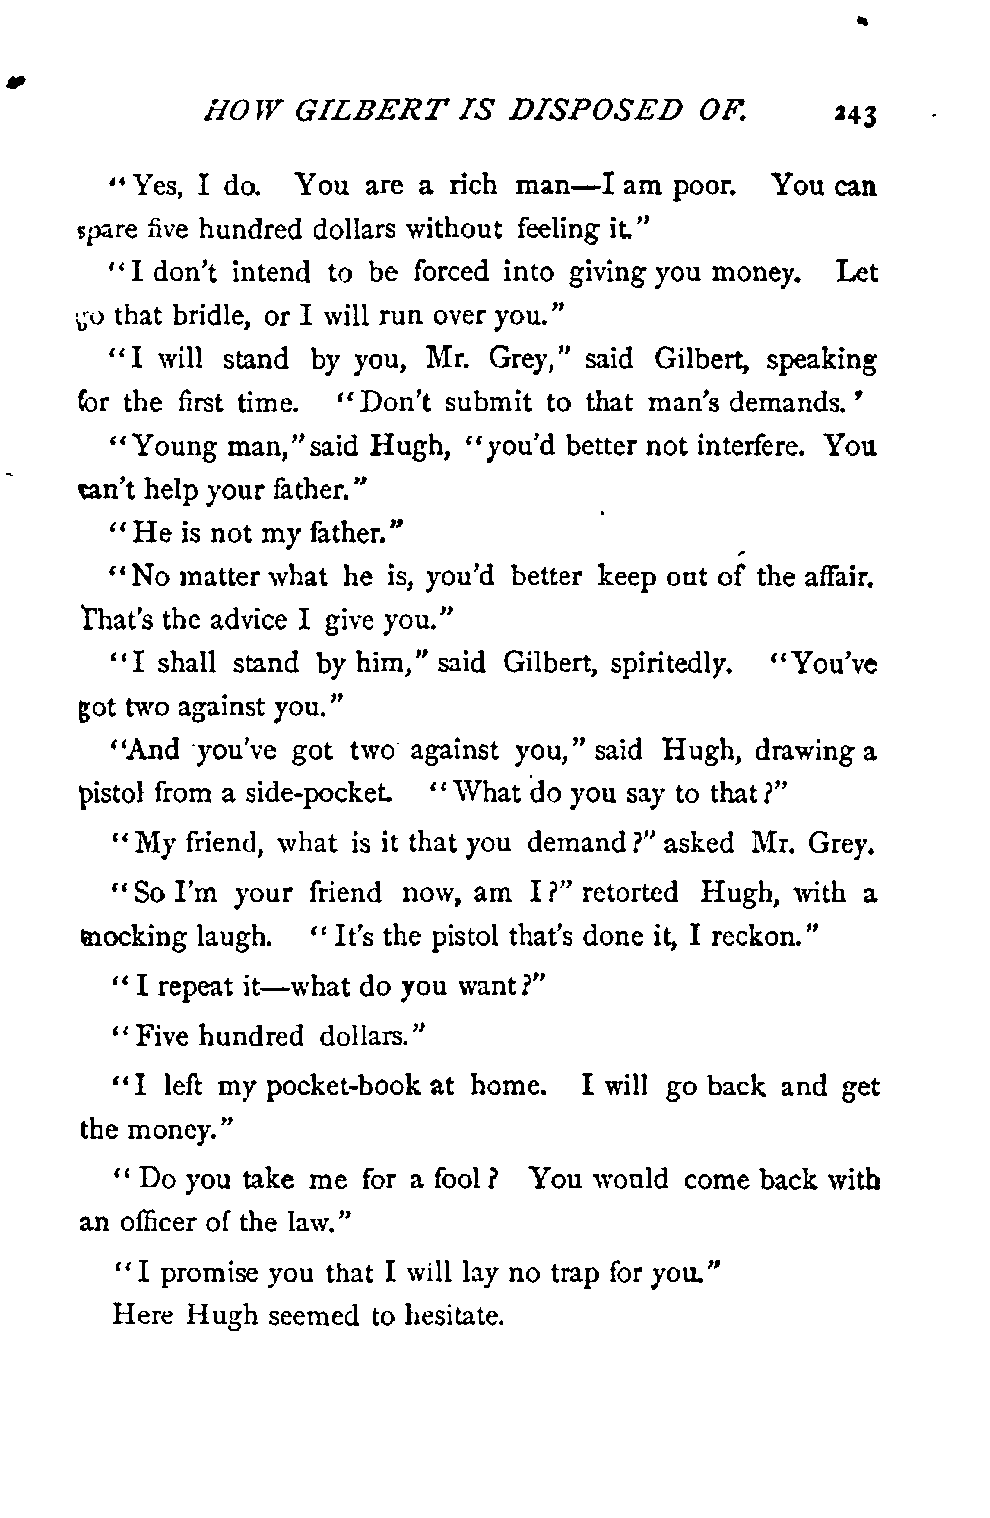 HOW GILBERT IS DISPOSED OF. 243
"Yes, I do. You are a rich man—I am poor. You can
spare five hundred dollars without feeling it."
"I don't intend to be forced into giving you money. Let
go that bridle, or I will run over you."
"I will stand by you, Mr. Grey," said Gilbert, speaking
for the first time. "Don't submit to that man's demands.'
"Young man," said Hugh, "you'd better not interfere. You
can't help your father."
"He is not my father."
"No matter what he is, you'd better keep out of the affair.
That's the advice I give you."
"I shall stand by him," said Gilbert, spiritedly. "You've
got two against you."
"And you've got two against you," said Hugh, drawing a
pistol from a side-pocket. "What do you say to that?"
"My friend, what is it that you demand?" asked Mr. Grey.
"So I'm your friend now, am I?" retorted Hugh, with a
mocking laugh. "It's the pistol that's done it, I reckon."
"I repeat it—what do you want?"
"Five hundred dollars."
"I left my pocket-book at home. I will go back and get
the money."
"Do you take me for a fool? You would come back with
an officer of the law."
"I promise you that I will lay no trap for you."
Here Hugh seemed to hesitate.